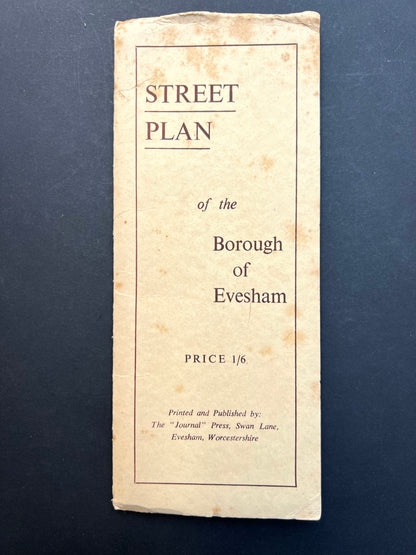 STREET
PLAN
of the
Borough
of
Evesham
PRICE 1/6
Printed and Published by:
The "Journal" Press, Swan Lane,
Evesham, Worcestershire